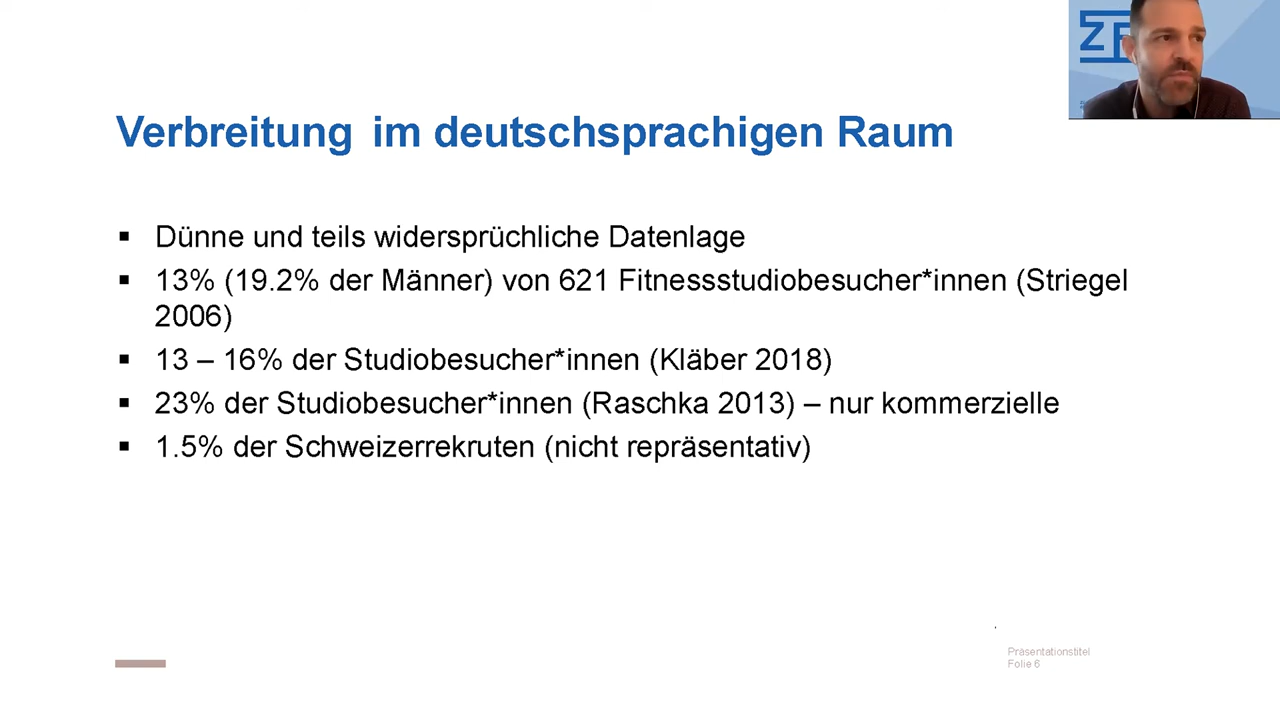 Verbreitung im deutschsprachigen Raum
▪ Dünne und teils widersprüchliche Datenlage
▪ 13% (19.2% der Männer) von 621 Fitnessstudiobesucher*innen (Striegel
2006)
▪ 13 – 16% der Studiobesucher*innen (Kläber 2018)
▪ 23% der Studiobesucher*innen (Raschka 2013) – nur kommerzielle
▪ 1.5% der Schweizerrekruten (nicht repräsentativ)
Präsentationstitel
Folie 6